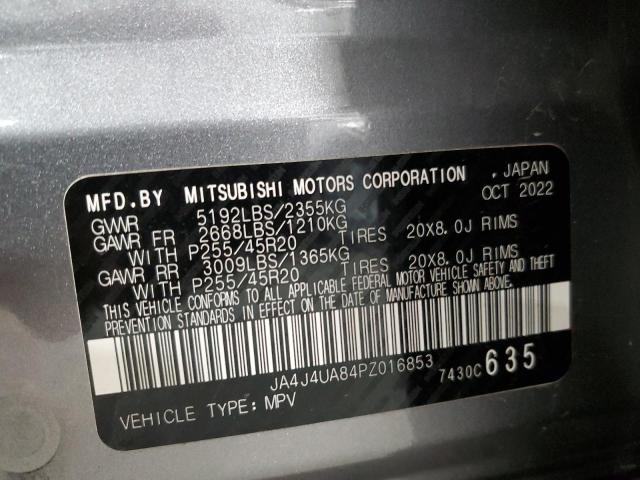 MFD.BY MITSUBISHI MOTORS CORPORATION , JAPAN
OCT 2022
GVWR 5192LBS/2355KG
GAWR FR 2668LBS/1210KG
WITH P255/45R20 TIRES 20X8.0J RIMS
GAWR RR 3009LBS/1365KG
WITH P255/45R20 TIRES 20X8.0J RIMS
THIS VEHICLE CONFORMS TO ALL APPLICABLE FEDERAL MOTOR VEHICLE SAFETY AND THEFT
PREVENTION STANDARDS IN EFFECT ON THE DATE OF MANUFACTURE SHOWN ABOVE.
JA4J4UA84PZ016853 7430C 635
VEHICLE TYPE: MPV